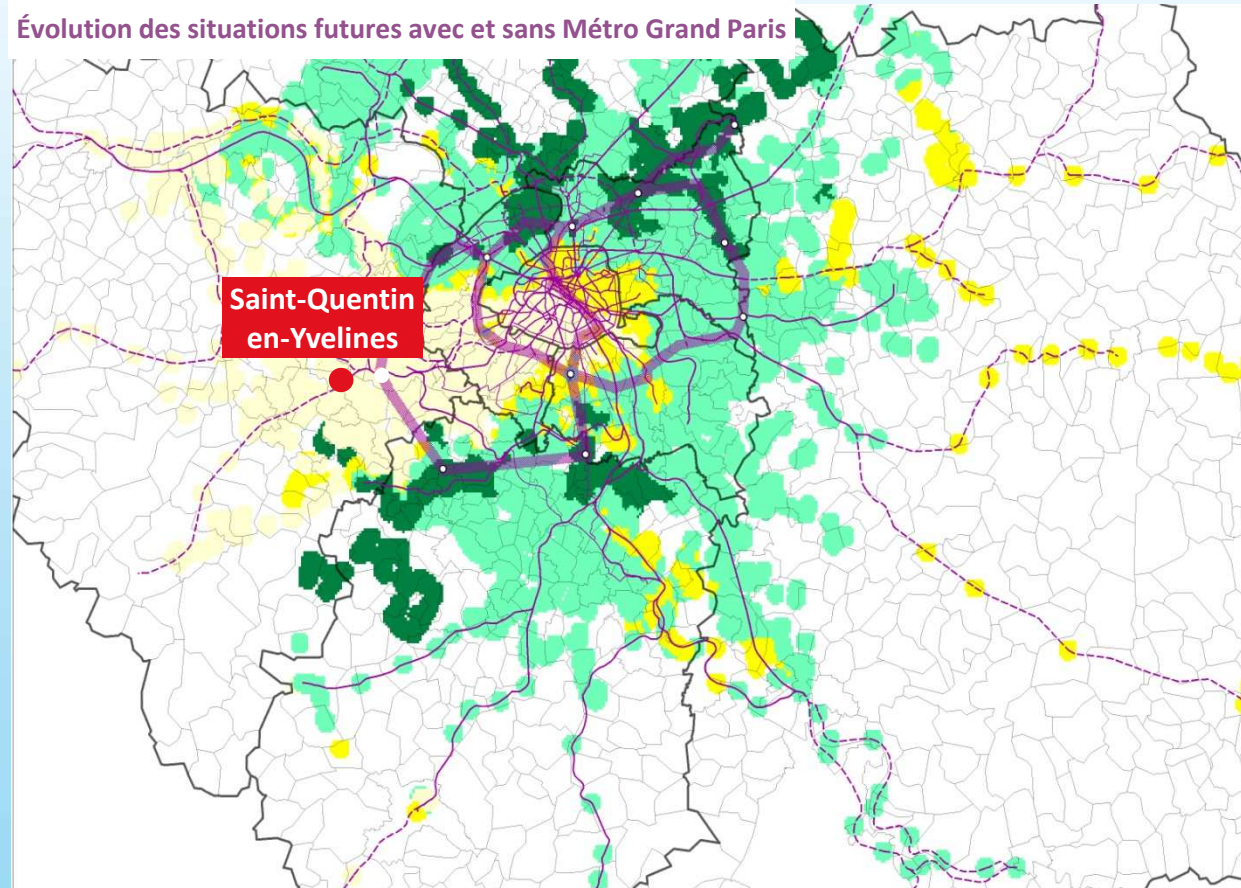 Évolution des situations futures avec et sans Métro Grand Paris
Saint-Quentin
en-Yvelines